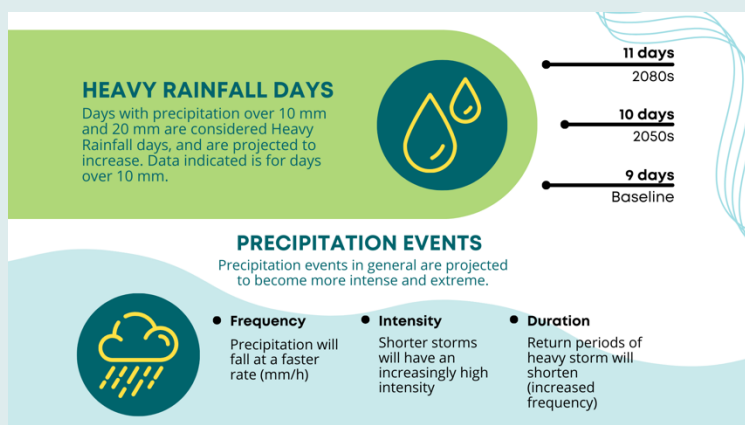 HEAVY RAINFALL DAYS
Days with precipitation over 10 mm
and 20 mm are considered Heavy
Rainfall days, and are projected to
increase. Data indicated is for days
over 10 mm.
11 days
2080s
10 days
2050s
9 days
Baseline
PRECIPITATION EVENTS
Precipitation events in general are projected
to become more intense and extreme.
Frequency
Precipitation will
fall at a faster
rate (mm/h)
Intensity
Shorter storms
will have an
increasingly high
intensity
Duration
Return periods of
heavy storm will
shorten
(increased
frequency)